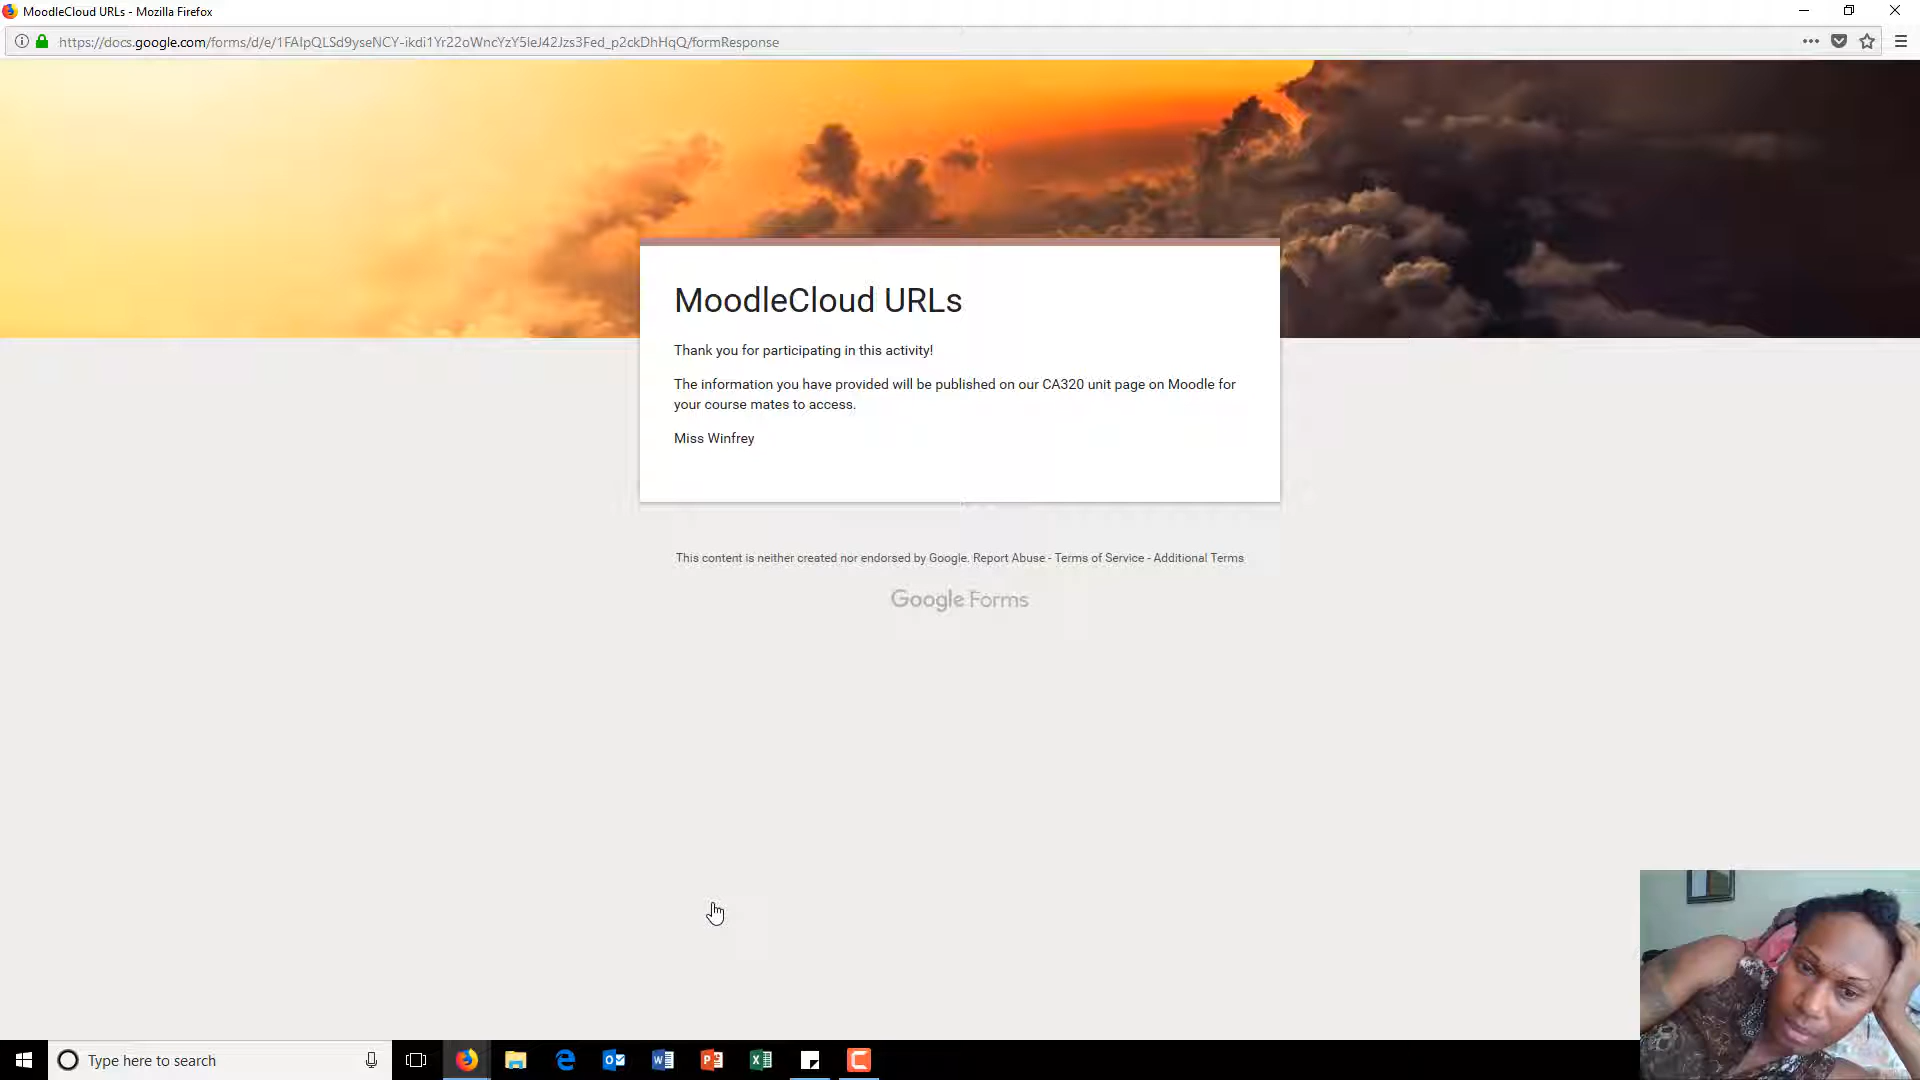 MoodleCloud URLs - Mozilla Firefox
https://docs.google.com/forms/d/e/1FAIpQLSd9yseNCY-ikdi1Yr22oWncYzY5leJ42Jzs3Fed_p2ckDhHqQ/formResponse
MoodleCloud URLs
Thank you for participating in this activity!
The information you have provided will be published on our CA320 unit page on Moodle for
your course mates to access.
Miss Winfrey
This content is neither created nor endorsed by Google. Report Abuse - Terms of Service - Additional Terms
Google Forms
Type here to search